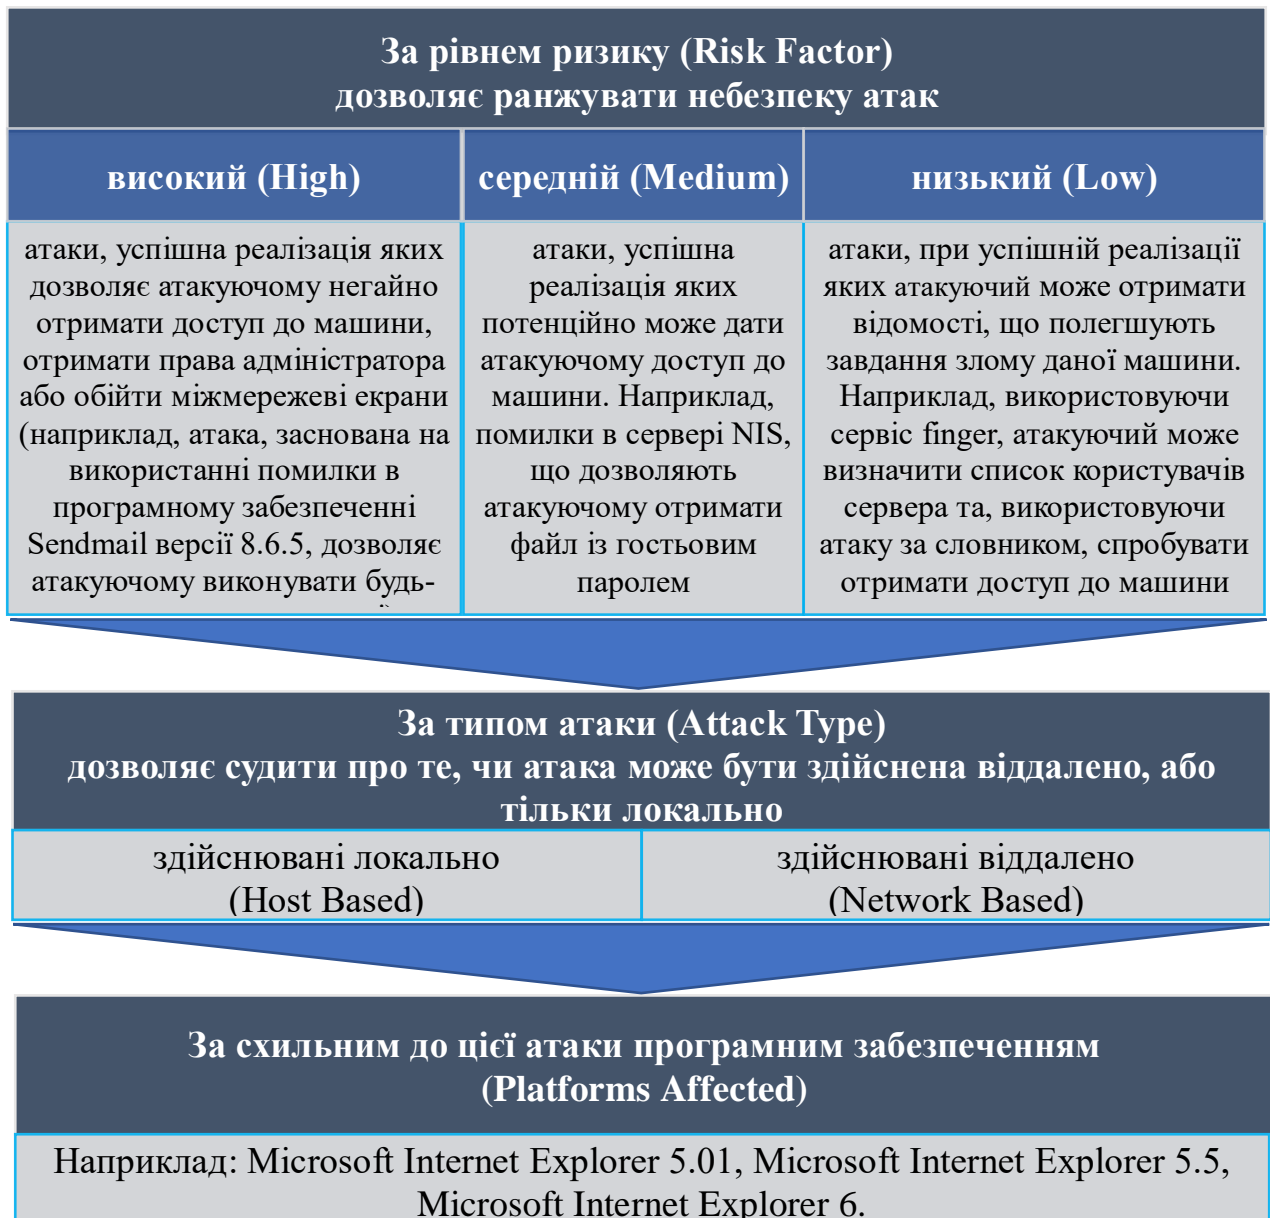 За рівнем ризику (Risk Factor)
дозволяє ранжувати небезпеку атак
високий (High)
середній (Medium)
низький (Low)
атаки, успішна реалізація яких
дозволяє атакуючому негайно
отримати доступ до машини,
отримати права адміністратора
або обійти міжмережеві екрани
(наприклад, атака, заснована на
використанні помилки в
програмному забезпеченні
Sendmail версії 8.6.5, дозволяє
атакуючому виконувати будь-
атаки, успішна
реалізація яких
потенційно може дати
атакуючому доступ до
машини. Наприклад,
помилки в сервері NIS,
що дозволяють
атакуючому отримати
файл із гостьовим
паролем
атаки, при успішній реалізації
яких атакуючий може отримати
відомості, що полегшують
завдання злому даної машини.
Наприклад, використовуючи
сервіс finger, атакуючий може
визначити список користувачів
сервера та, використовуючи
атаку за словником, спробувати
отримати доступ до машини
За типом атаки (Attack Type)
дозволяє судити про те, чи атака може бути здійснена віддалено, або
тільки локально
здійснювані локально
(Host Based)
здійснювані віддалено
(Network Based)
За схильним до цієї атаки програмним забезпеченням
(Platforms Affected)
Наприклад: Microsoft Internet Explorer 5.01, Microsoft Internet Explorer 5.5,
Microsoft Internet Explorer 6.